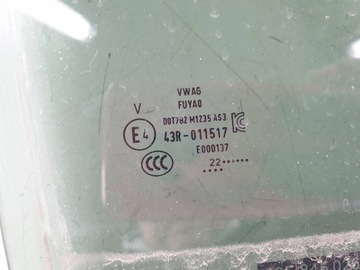 VWAG
FUYAO
V
DOT782 M1235 AS3
E4 43R-011517
E000137
CCC
22......
....